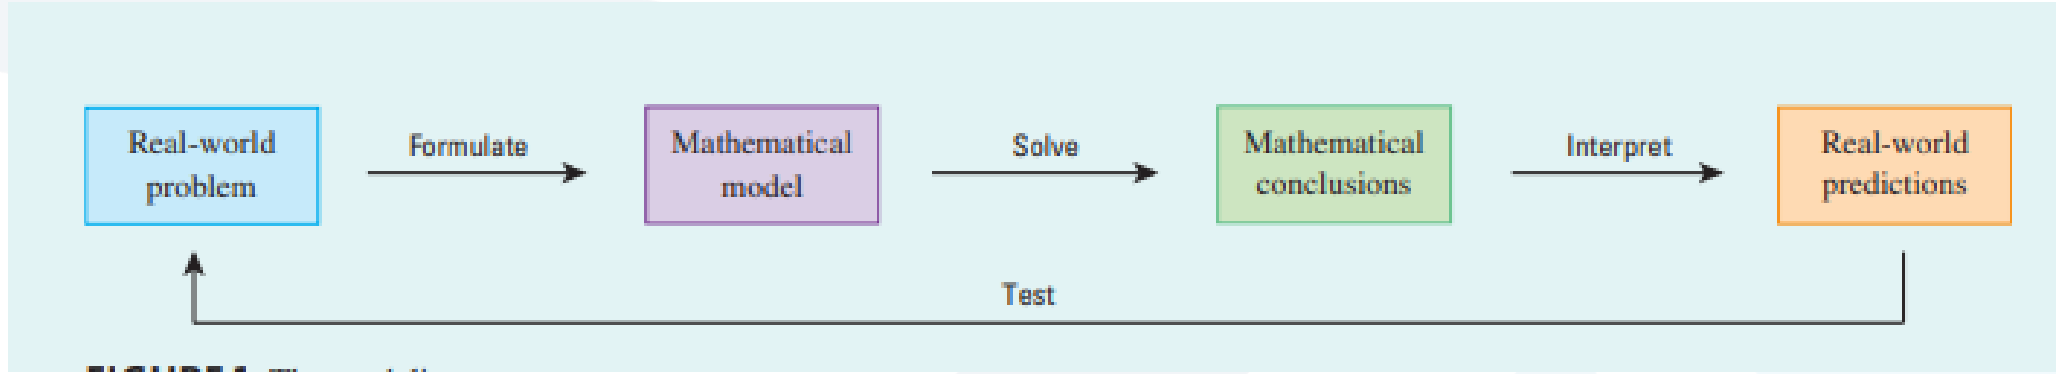 Real-world
problem
Formulate
Mathematical
model
Solve
Mathematical
conclusions
Interpret
Real-world
predictions
Test